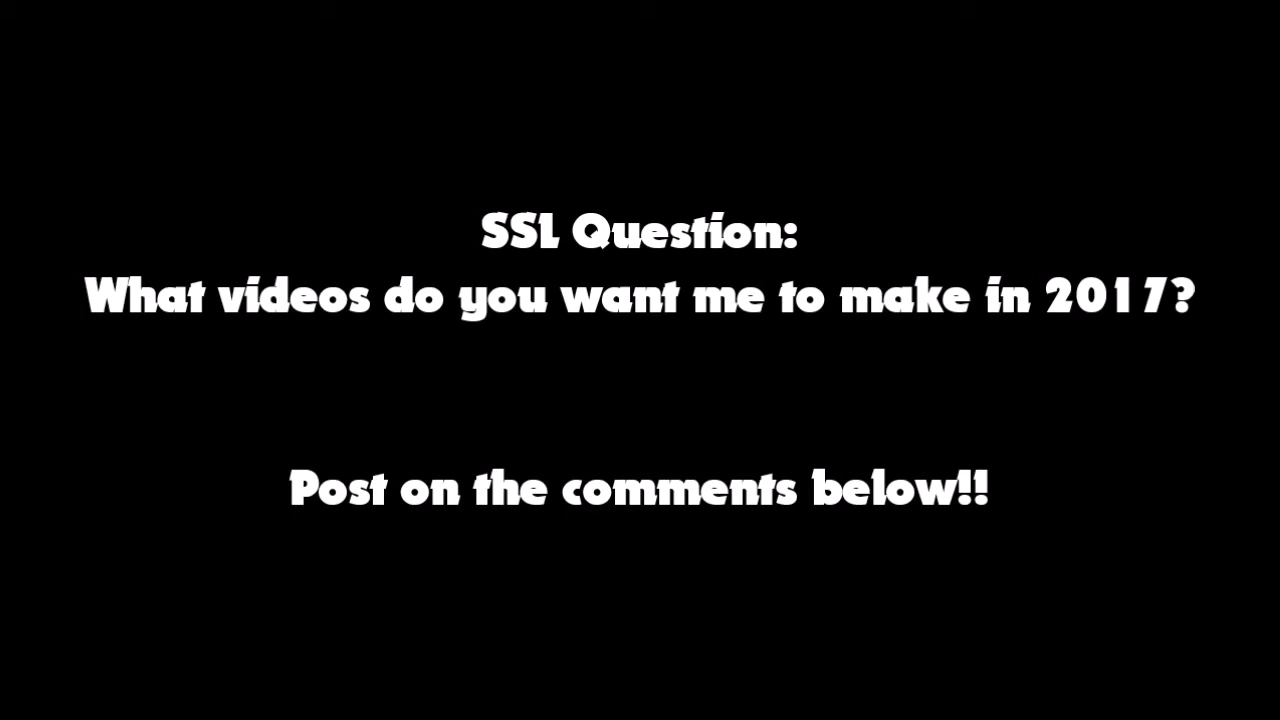 SSL Question:
What videos do you want me to make in 2017?
Post on the comments below!!